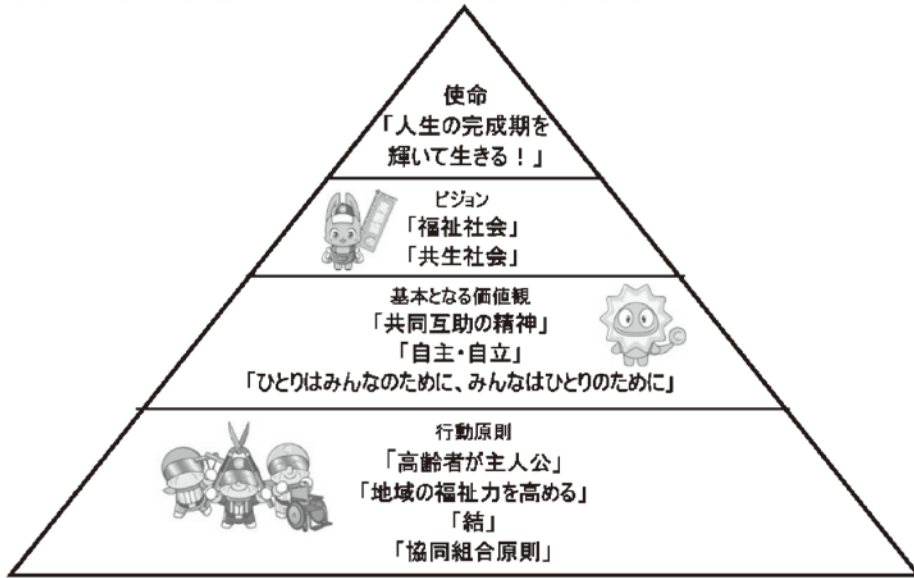 使命
「人生の完成期を
輝いて生きる！」
ビジョン
「福祉社会」
「共生社会」
基本となる価値観
「共同互助の精神」
「自主・自立」
「ひとりはみんなのために、みんなはひとりのために」
行動原則
「高齢者が主人公」
「地域の福祉力を高める」
「結」
「協同組合原則」